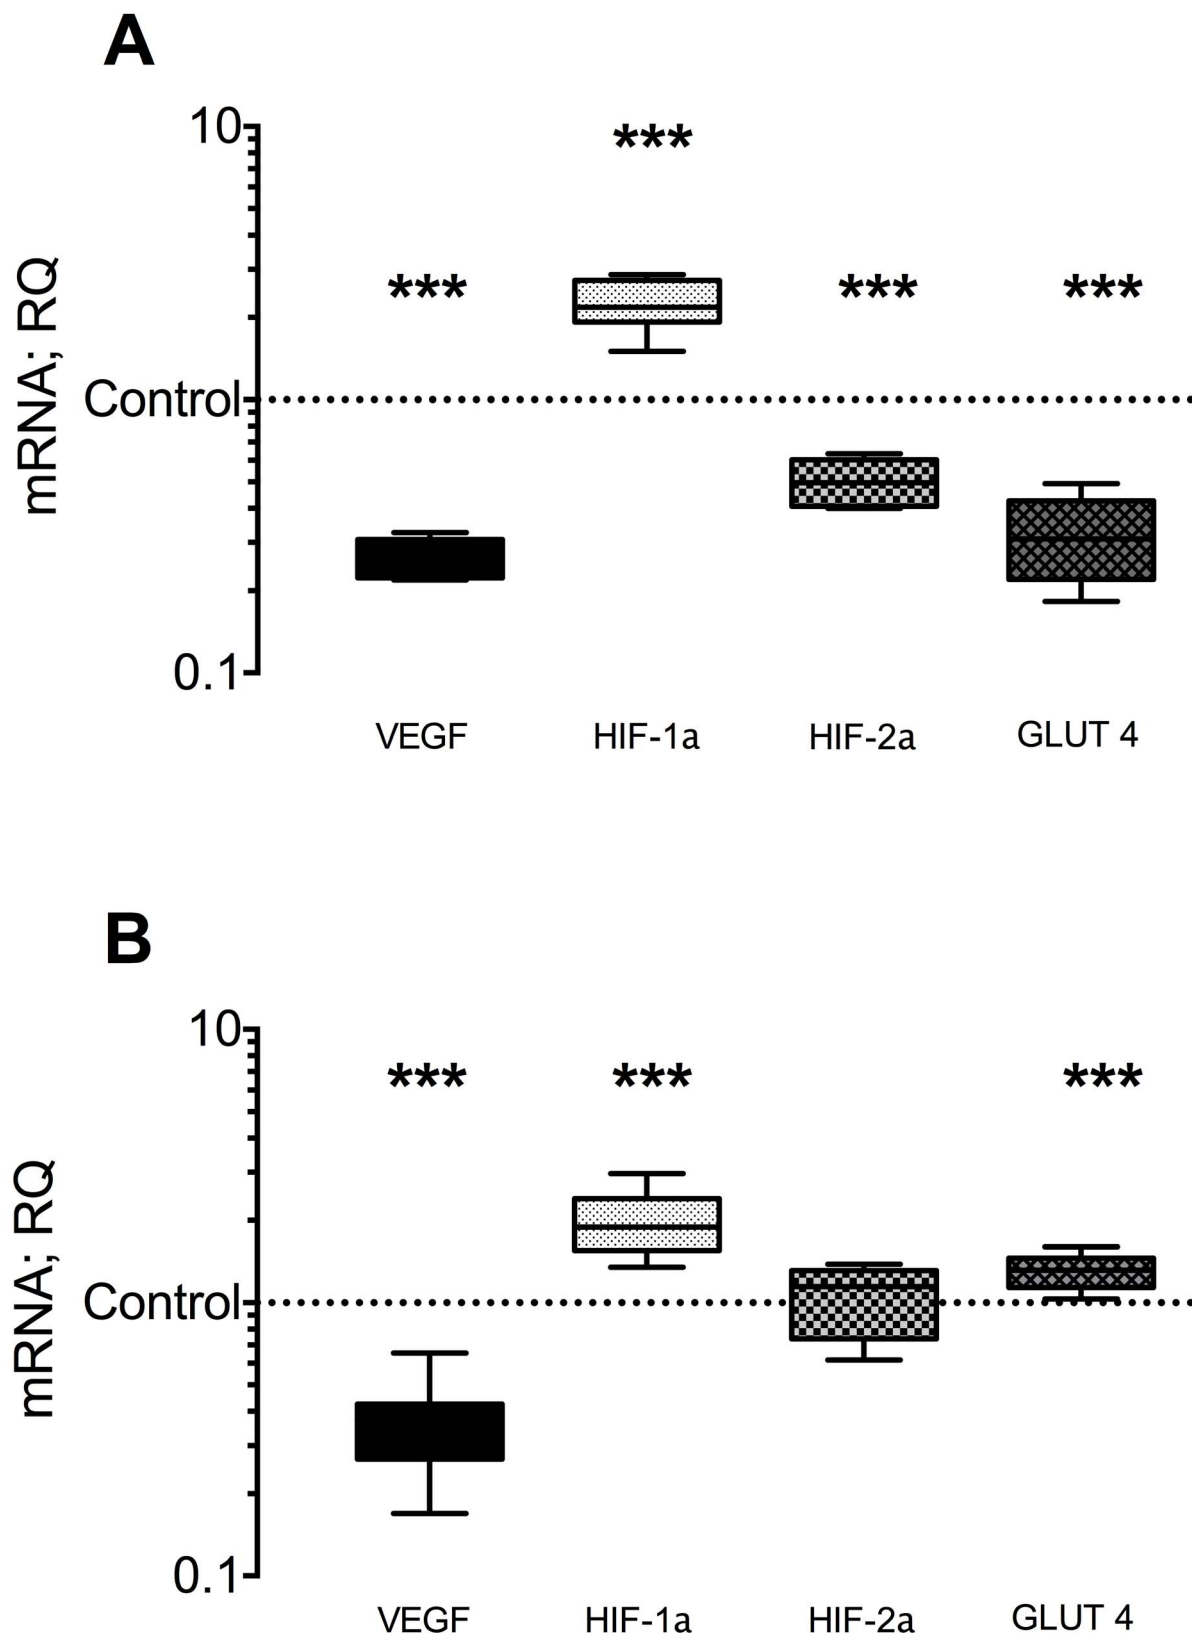 A
10
***
*** *** ***
mRNA; RQ
Control
0.1
VEGF HIF-1a HIF-2a GLUT 4
B
10
*** *** ***
mRNA; RQ
Control
0.1
VEGF HIF-1a HIF-2a GLUT 4